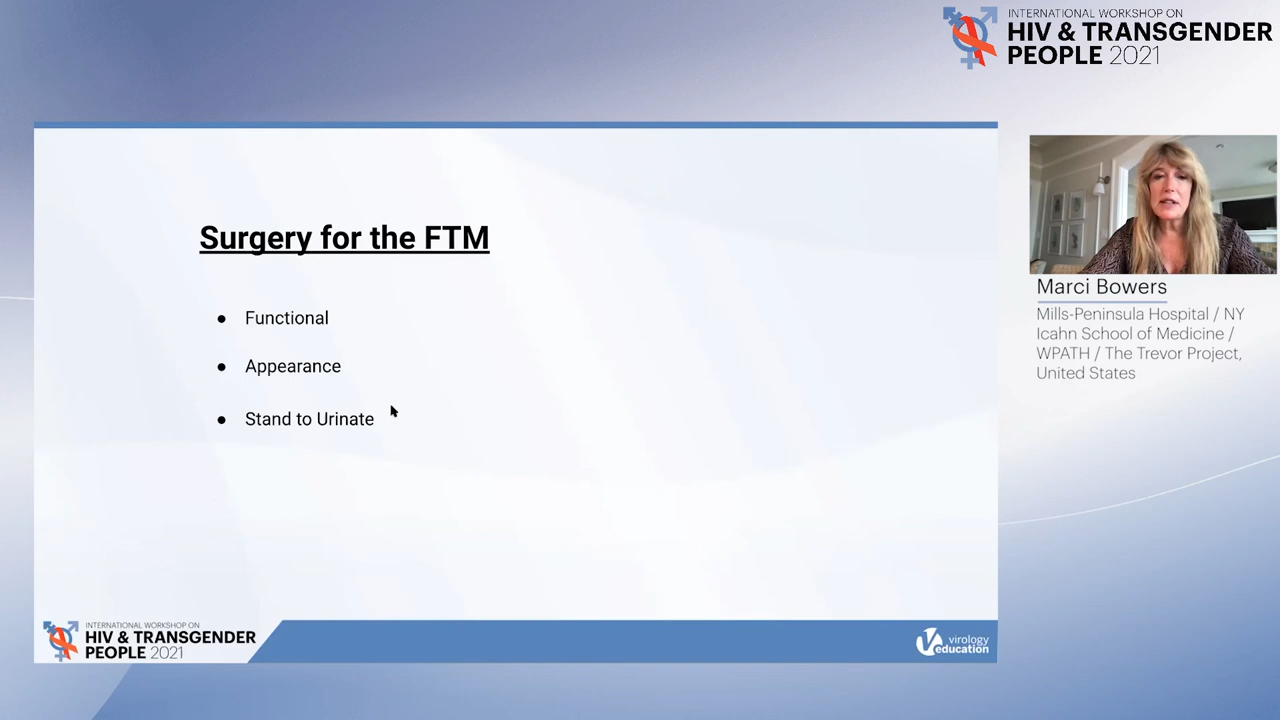 INTERNATIONAL WORKSHOP ON
HIV & TRANSGENDER
PEOPLE 2021
Surgery for the FTM
● Functional
● Appearance
● Stand to Urinate
Marci Bowers
Mills-Peninsula Hospital / NY
Icahn School of Medicine /
WPATH / The Trevor Project,
United States
INTERNATIONAL WORKSHOP ON
HIV & TRANSGENDER
PEOPLE 2021
virology
education